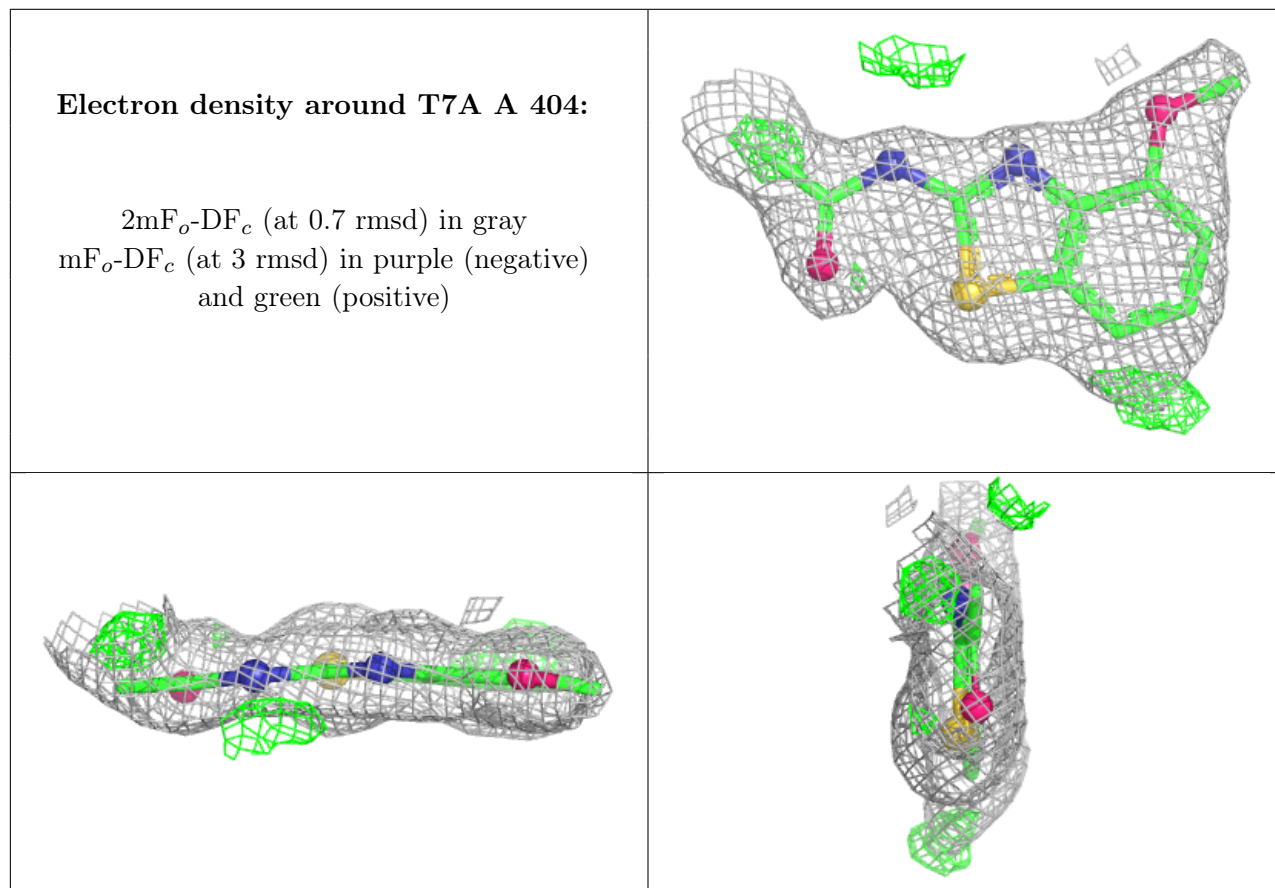 Electron density around T7A A 404:
2mFo-DFc (at 0.7 rmsd) in gray
mFo-DFc (at 3 rmsd) in purple (negative)
and green (positive)